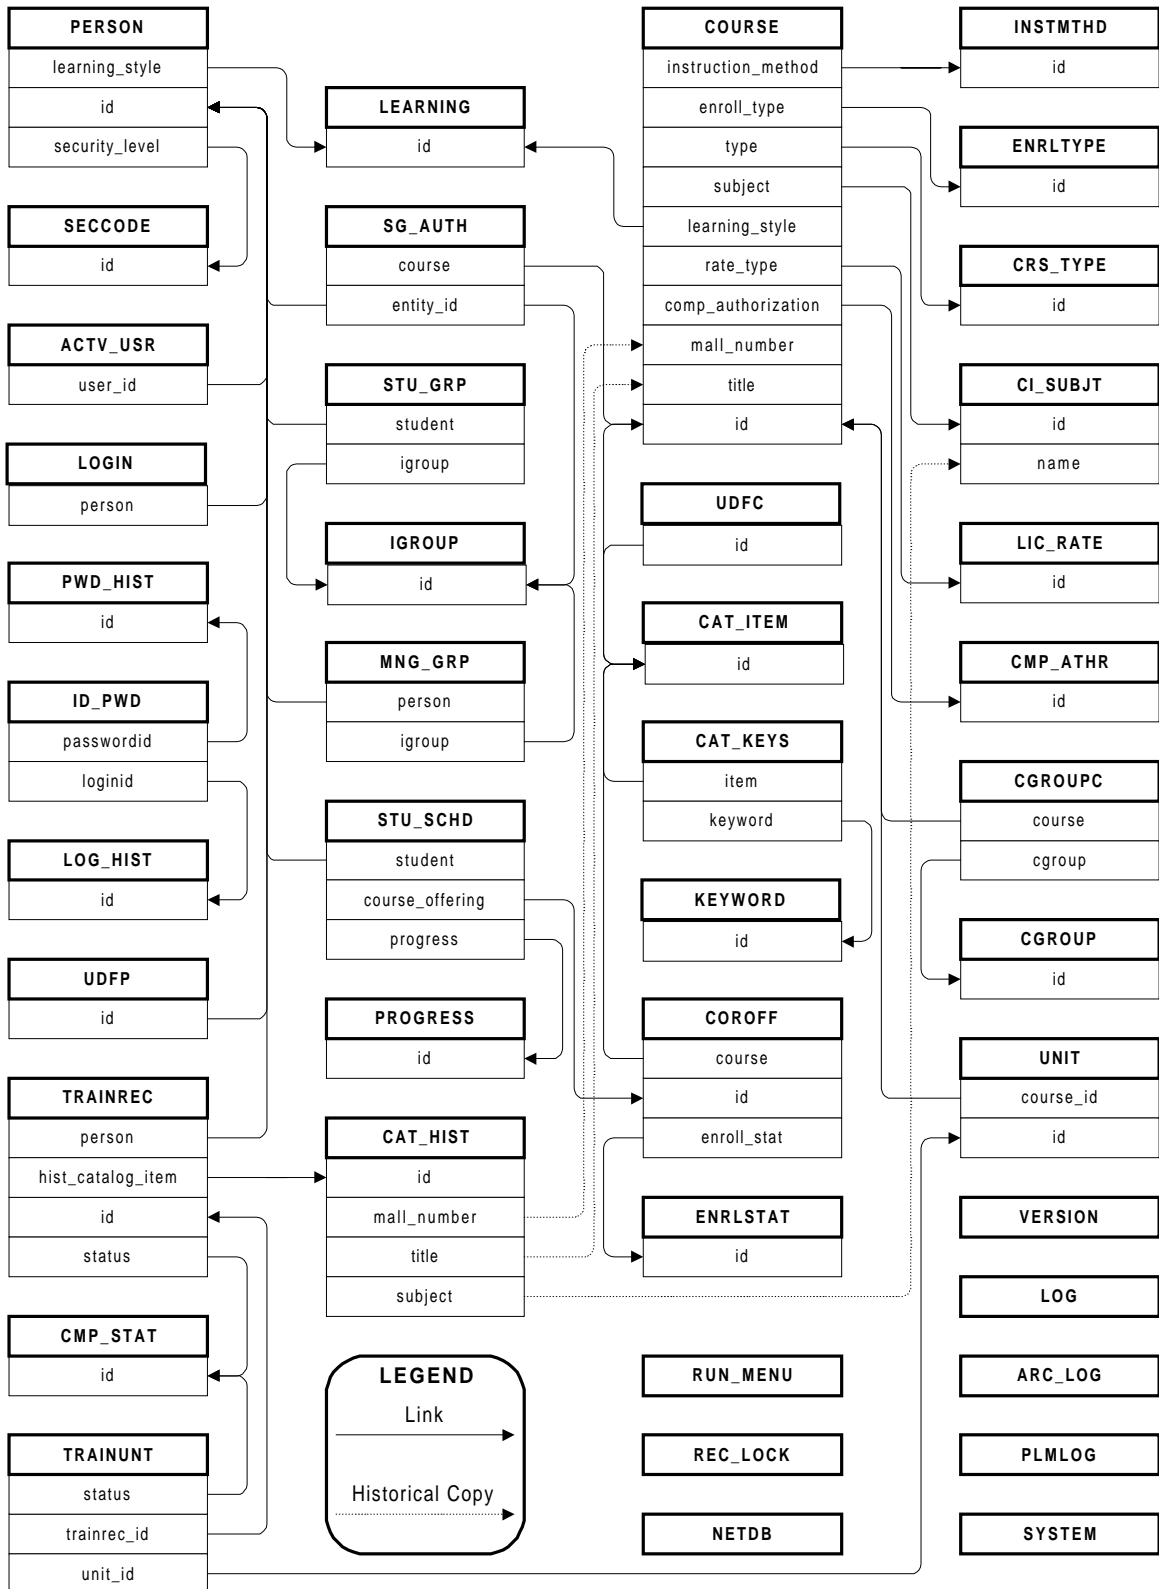 PERSON
learning_style
id
security_level
SECCODE
id
ACTV_USR
user_id
LOGIN
person
PWD_HIST
id
ID_PWD
passwordid
loginid
LOG_HIST
id
UDFP
id
TRAINREC
person
hist_catalog_item
id
status
CMP_STAT
id
TRAINUNT
status
trainrec_id
unit_id
LEARNING
id
SG_AUTH
course
entity_id
STU_GRP
student
igroup
IGROUP
id
MNG_GRP
person
igroup
STU_SCHD
student
course_offering
progress
PROGRESS
id
CAT_HIST
id
mall_number
title
subject
LEGEND
Link
Historical Copy
COURSE
instruction_method
enroll_type
type
subject
learning_style
rate_type
comp_authorization
mall_number
title
id
UDFC
id
CAT_ITEM
id
CAT_KEYS
item
keyword
KEYWORD
id
COROFF
course
id
enroll_stat
ENRLSTAT
id
RUN_MENU
REC_LOCK
NETDB
INSTMTHD
id
ENRLTYPE
id
CRS_TYPE
id
CI_SUBJT
id
name
LIC_RATE
id
CMP_ATHR
id
CGROUPC
course
cgroup
CGROUP
id
UNIT
course_id
id
VERSION
LOG
ARC_LOG
PLMLOG
SYSTEM